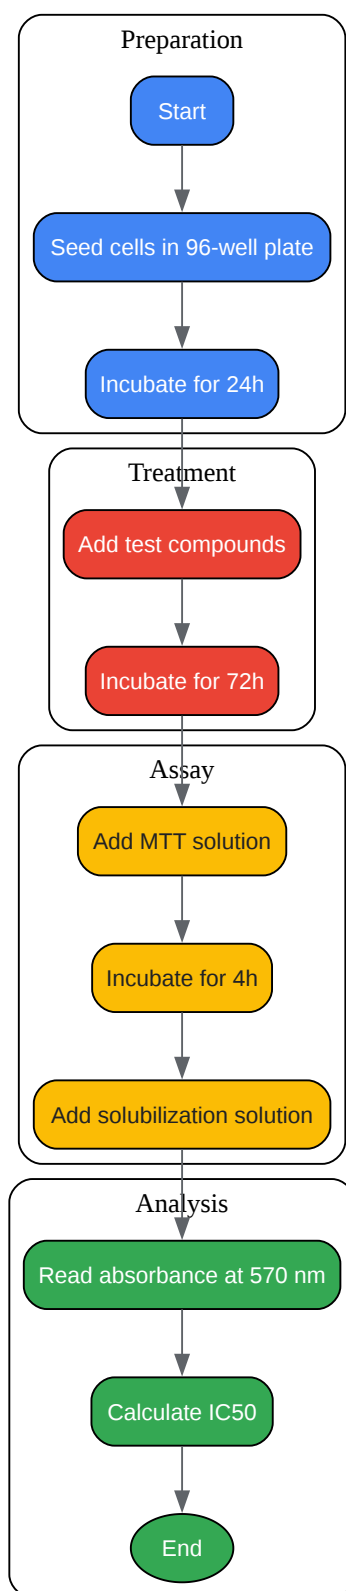 Preparation
Start
Seed cells in 96-well plate
Incubate for 24h
Treatment
Add test compounds
Incubate for 72h
Assay
Add MTT solution
Incubate for 4h
Add solubilization solution
Analysis
Read absorbance at 570 nm
Calculate IC50
End